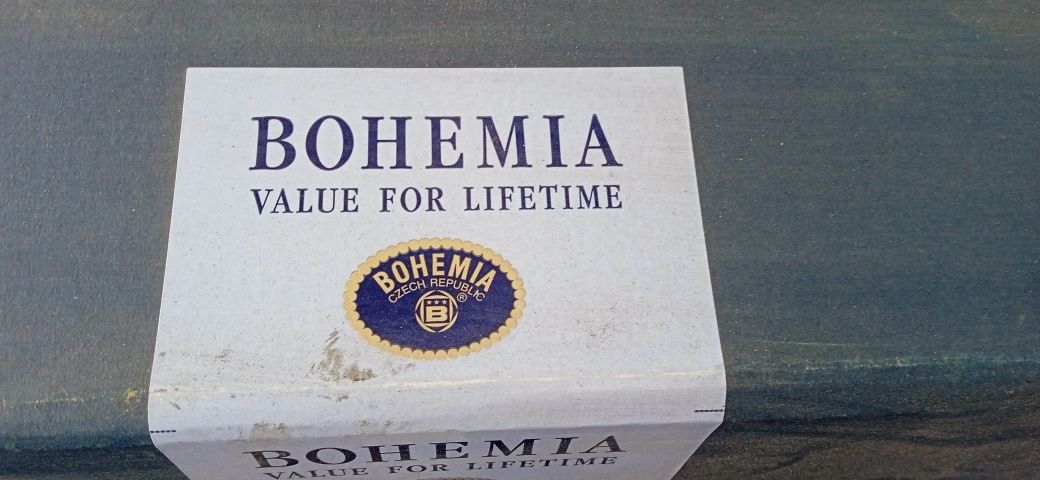 BOHEMIA
VALUE FOR LIFETIME
BOHEMIA
CZECH REPUBLIC
®
B
BOHEMIA
VALUE FOR LIFETIME